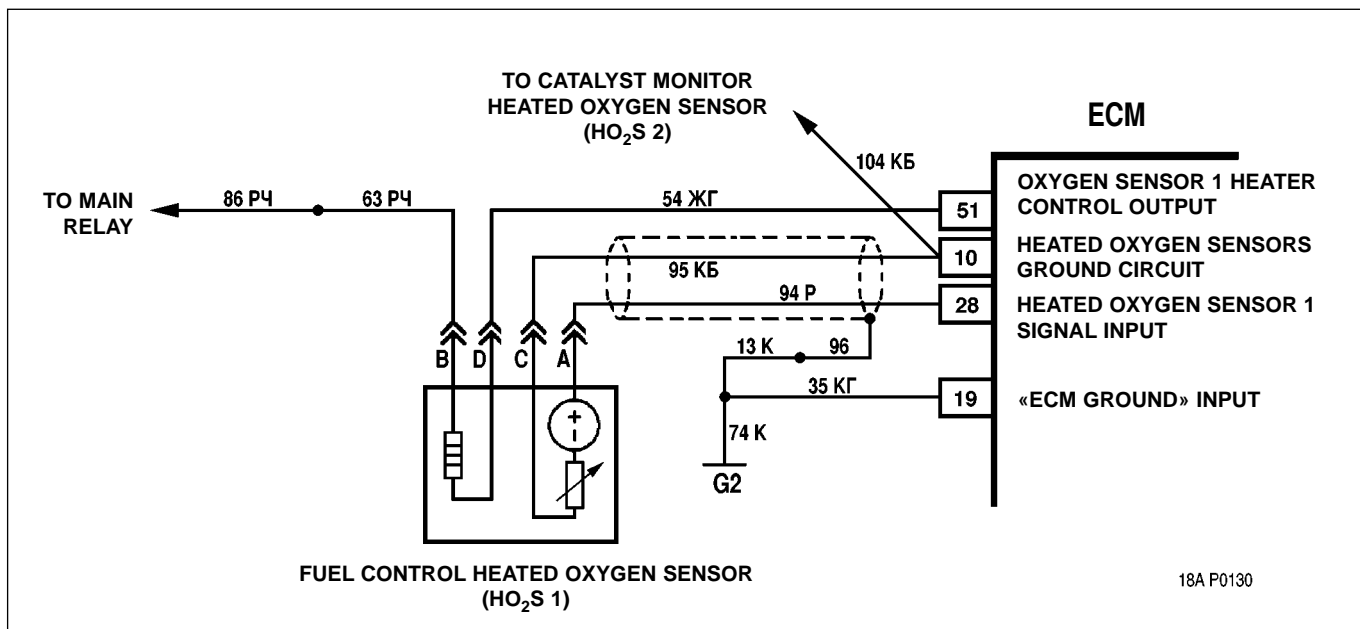 TO CATALYST MONITOR
HEATED OXYGEN SENSOR
(HO2S 2)
ECM
104 КБ
TO MAIN
RELAY
86 РЧ
63 РЧ
54 ЖГ
51
OXYGEN SENSOR 1 HEATER
CONTROL OUTPUT
95 КБ
10
HEATED OXYGEN SENSORS
GROUND CIRCUIT
94 Р
28
HEATED OXYGEN SENSOR 1
SIGNAL INPUT
B
D
C
A
13 К
96
35 КГ
19
«ECM GROUND» INPUT
74 К
G2
FUEL CONTROL HEATED OXYGEN SENSOR
(HO2S 1)
18A P0130